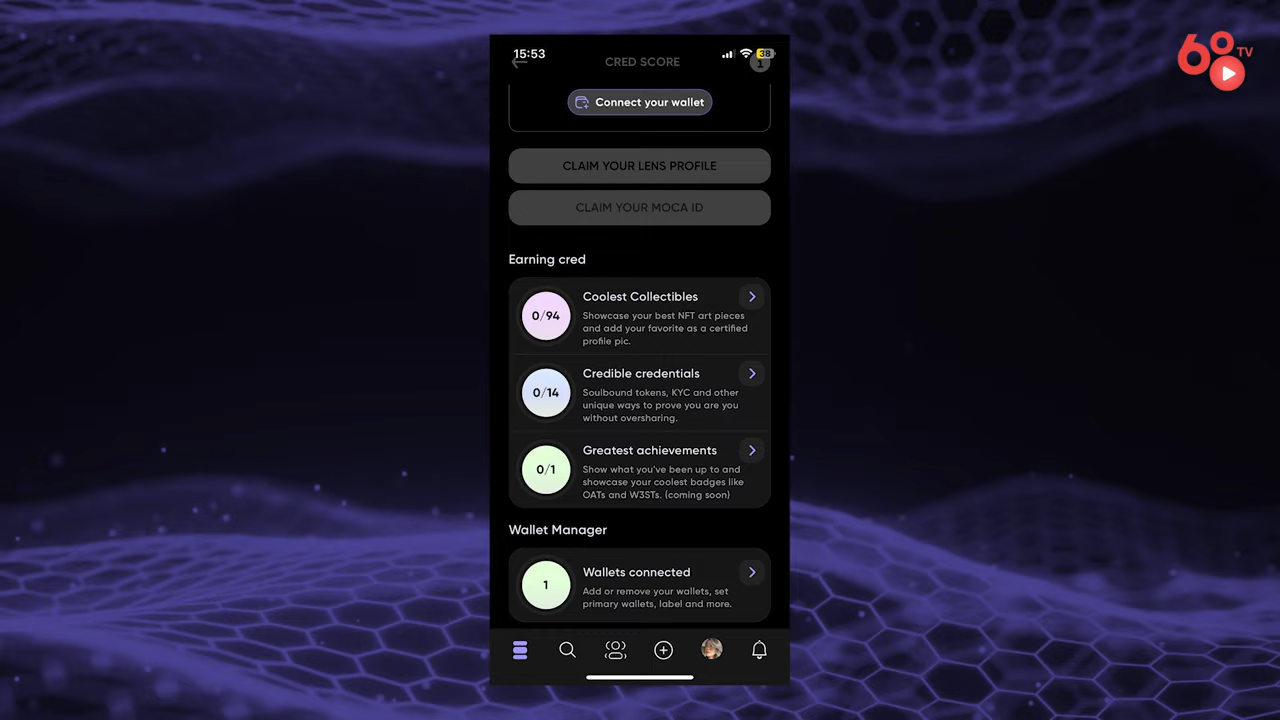 60 TV
15:53
38
CRED SCORE
1
Connect your wallet
CLAIM YOUR LENS PROFILE
CLAIM YOUR MOCA ID
Earning cred
0/94
Coolest Collectibles
Showcase your best NFT art pieces
and add your favorite as a certified
profile pic.
0/14
Credible credentials
Soulbound tokens, KYC and other
unique ways to prove you are you
without oversharing.
0/1
Greatest achievements
Show what you've been up to and
showcase your coolest badges like
OATs and W3STs. (coming soon)
Wallet Manager
1
Wallets connected
Add or remove your wallets, set
primary wallets, label and more.